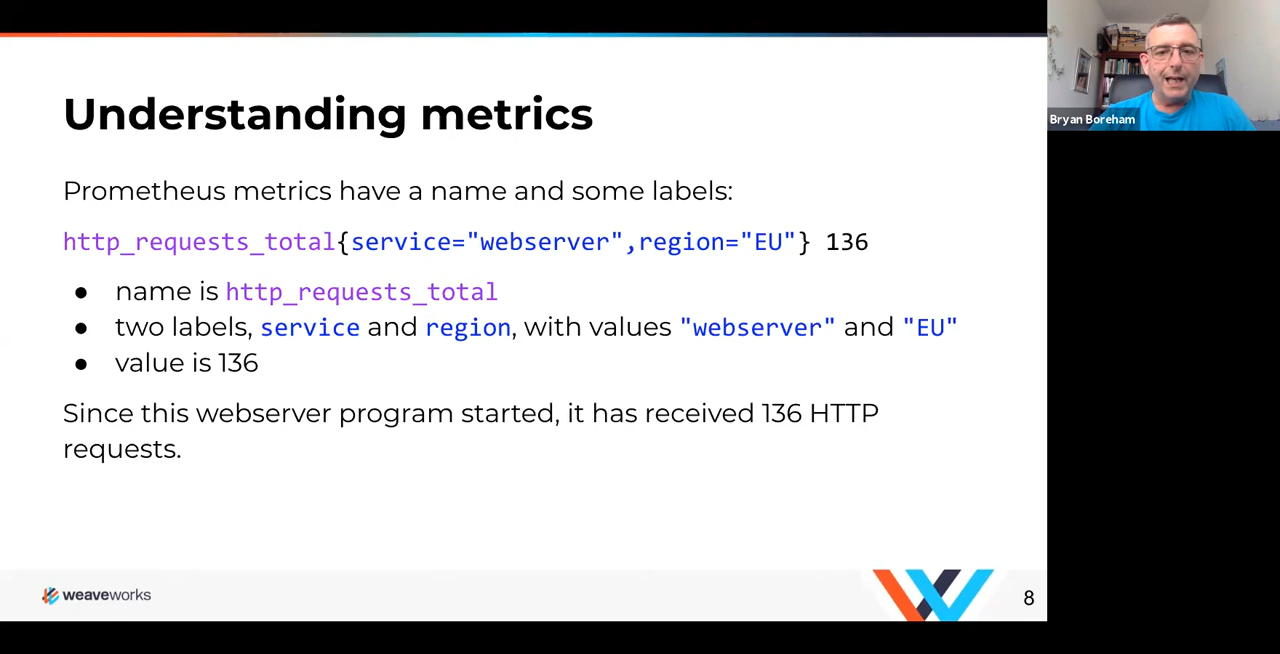 Understanding metrics
Prometheus metrics have a name and some labels:
http_requests_total{service="webserver",region="EU"} 136
● name is http_requests_total
● two labels, service and region, with values "webserver" and "EU"
● value is 136
Since this webserver program started, it has received 136 HTTP
requests.
weaveworks
8
Bryan Boreham